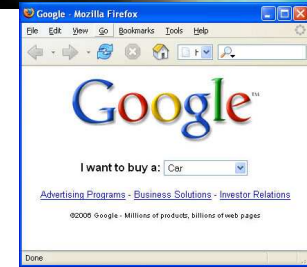 Google - Mozilla Firefox
File Edit View Go Bookmarks Tools Help
Google™
I want to buy a: Car
Advertising Programs - Business Solutions - Investor Relations
©2006 Google - Millions of products, billions of web pages
Done